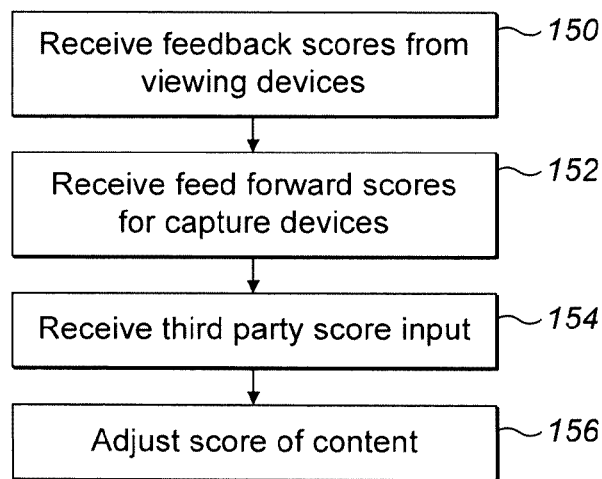 Receive feedback scores from
viewing devices
150
Receive feed forward scores
for capture devices
152
Receive third party score input
154
Adjust score of content
156